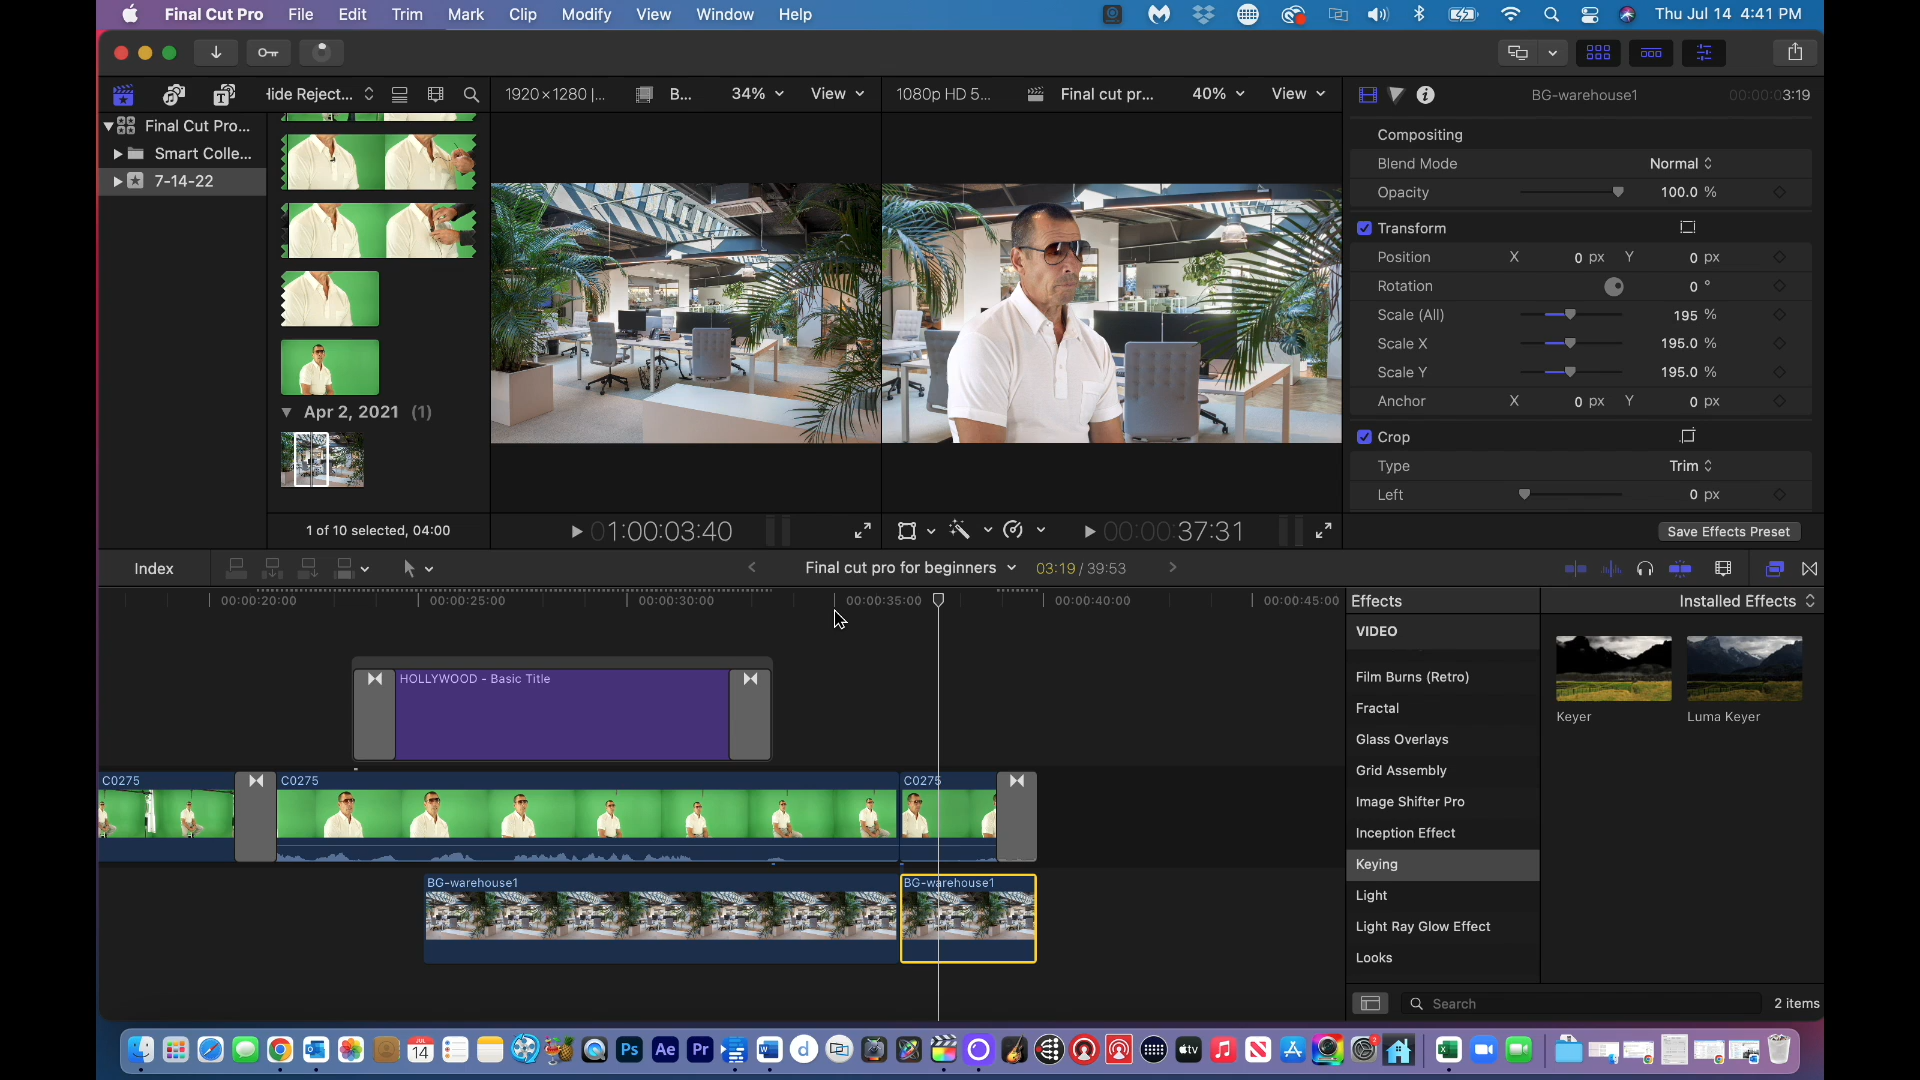 Final Cut Pro File Edit Trim Mark Clip Modify View Window Help Thu Jul 14 4:41 PM
Hide Reject... 1920×1280 |... B... 34% View 1080p HD 5... Final cut pr... 40% View BG-warehouse1 00:00:03:19
Final Cut Pro...
Smart Colle...
7-14-22
Apr 2, 2021 (1)
1 of 10 selected, 04:00
01:00:03:40
00:00:37:31
Compositing
Blend Mode Normal
Opacity 100.0 %
Transform
Position X 0 px Y 0 px
Rotation 0 °
Scale (All) 195 %
Scale X 195.0 %
Scale Y 195.0 %
Anchor X 0 px Y 0 px
Crop
Type Trim
Left 0 px
Save Effects Preset
Index Final cut pro for beginners 03:19 / 39:53
00:00:20:00 00:00:25:00 00:00:30:00 00:00:35:00 00:00:40:00 00:00:45:00
HOLLYWOOD - Basic Title
C0275 C0275 C0275
BG-warehouse1 BG-warehouse1
Effects Installed Effects
VIDEO
Film Burns (Retro)
Fractal
Glass Overlays
Grid Assembly
Image Shifter Pro
Inception Effect
Keying
Light
Light Ray Glow Effect
Looks
Keyer Luma Keyer
Search 2 items
JUL 14 Ps Ae Pr W d tv X